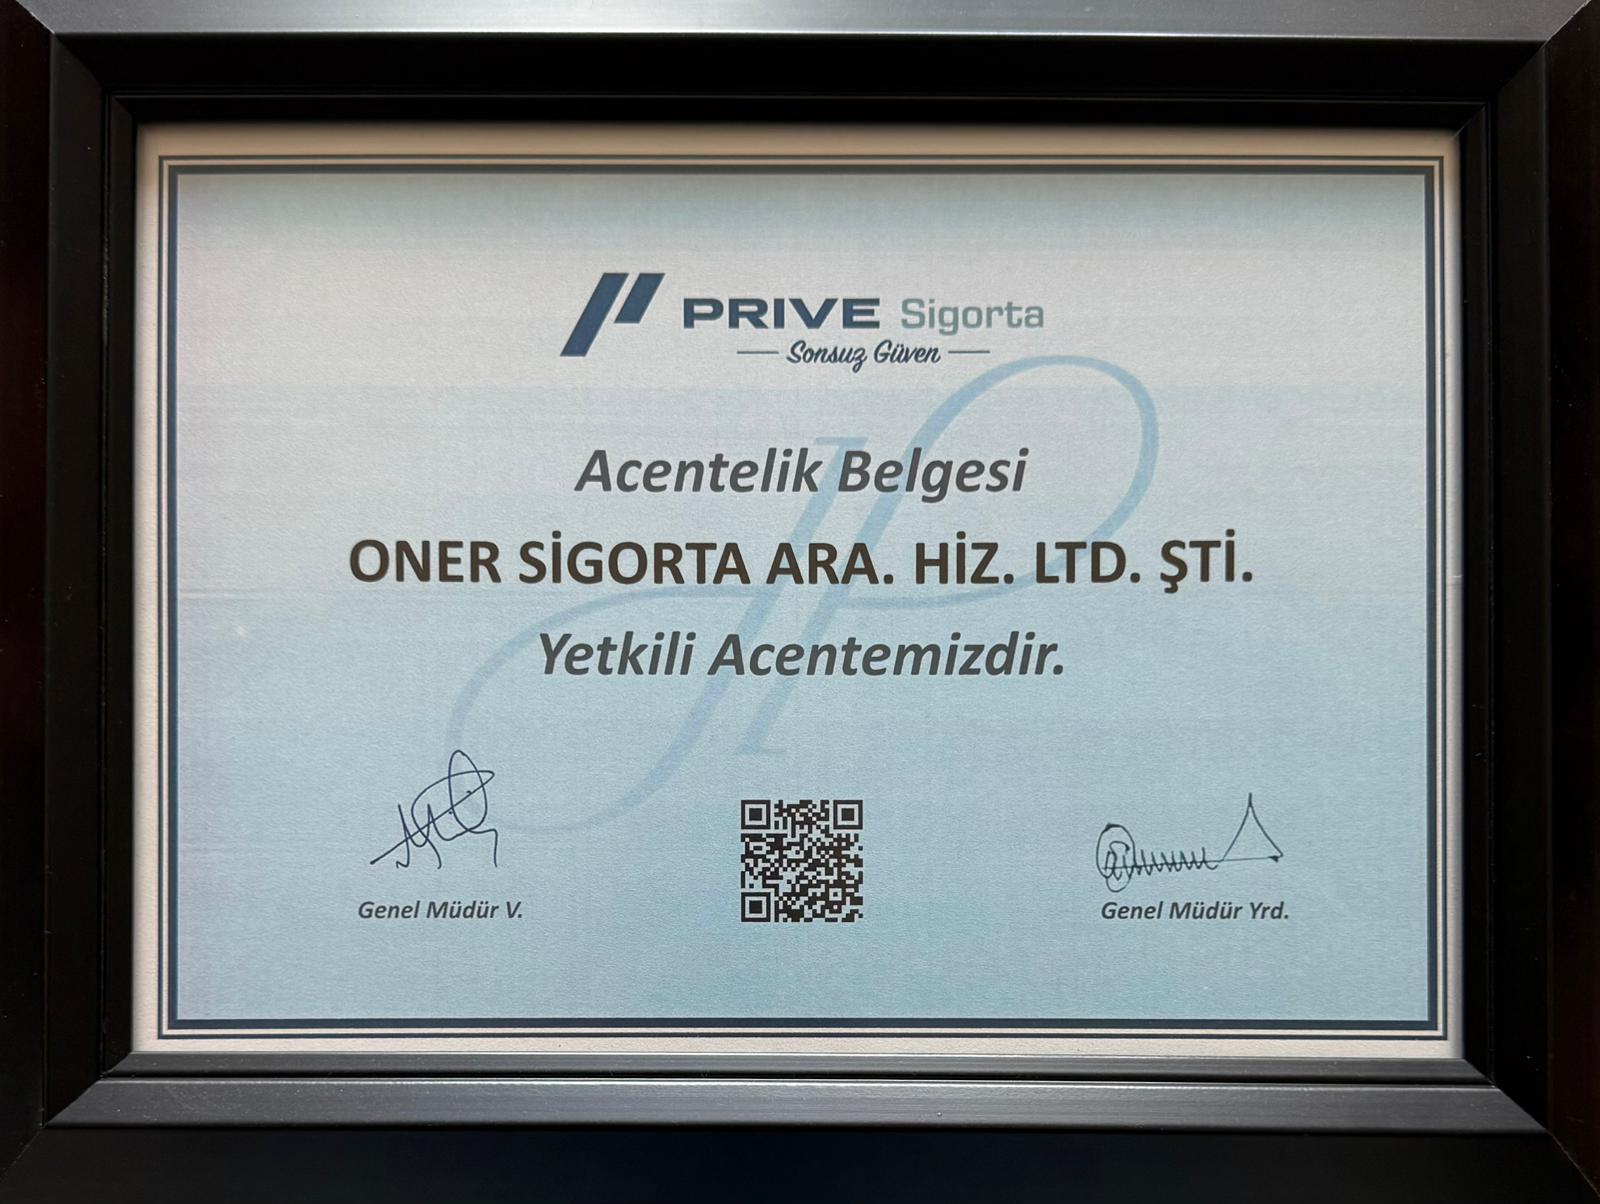 PRIVE Sigorta
Sonsuz Güven
Acentelik Belgesi
ONER SİGORTA ARA. HİZ. LTD. ŞTİ.
Yetkili Acentemizdir.
Genel Müdür V.
Genel Müdür Yrd.